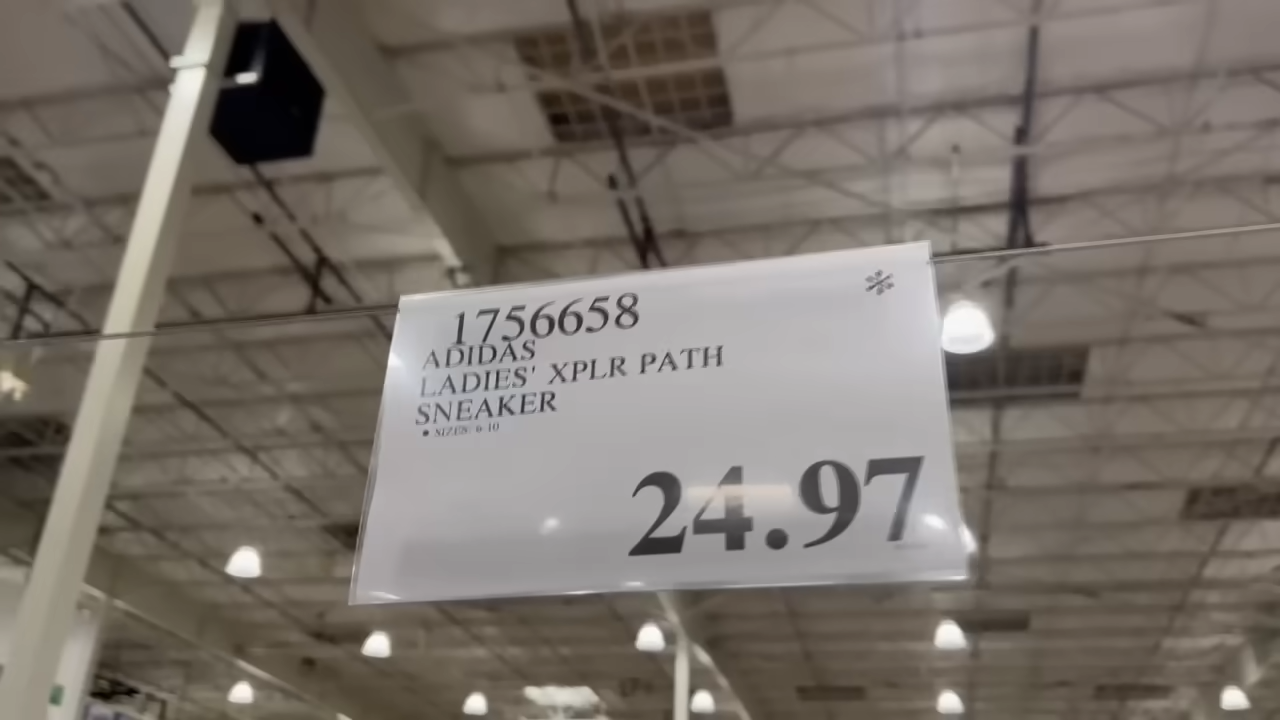 1756658
ADIDAS
LADIES' XPLR PATH
SNEAKER
• SIZES: 6-10
24.97